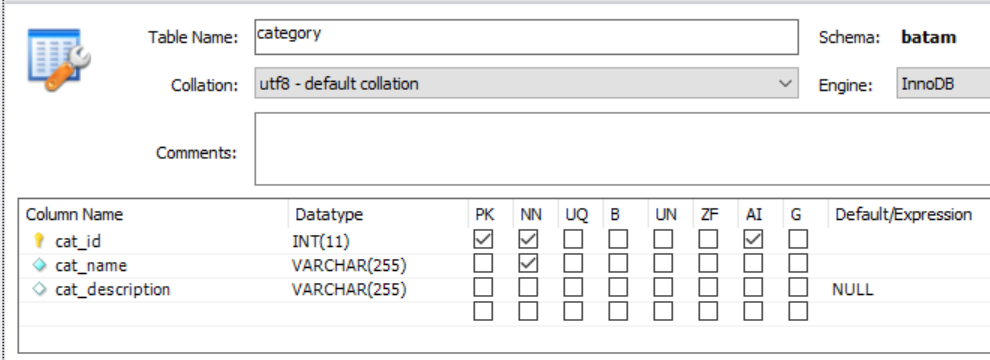 Table Name: category Schema: batam
Collation: utf8 - default collation Engine: InnoDB
Comments:
Column Name Datatype PK NN UQ B UN ZF AI G Default/Expression
cat_id INT(11)
cat_name VARCHAR(255)
cat_description VARCHAR(255) NULL